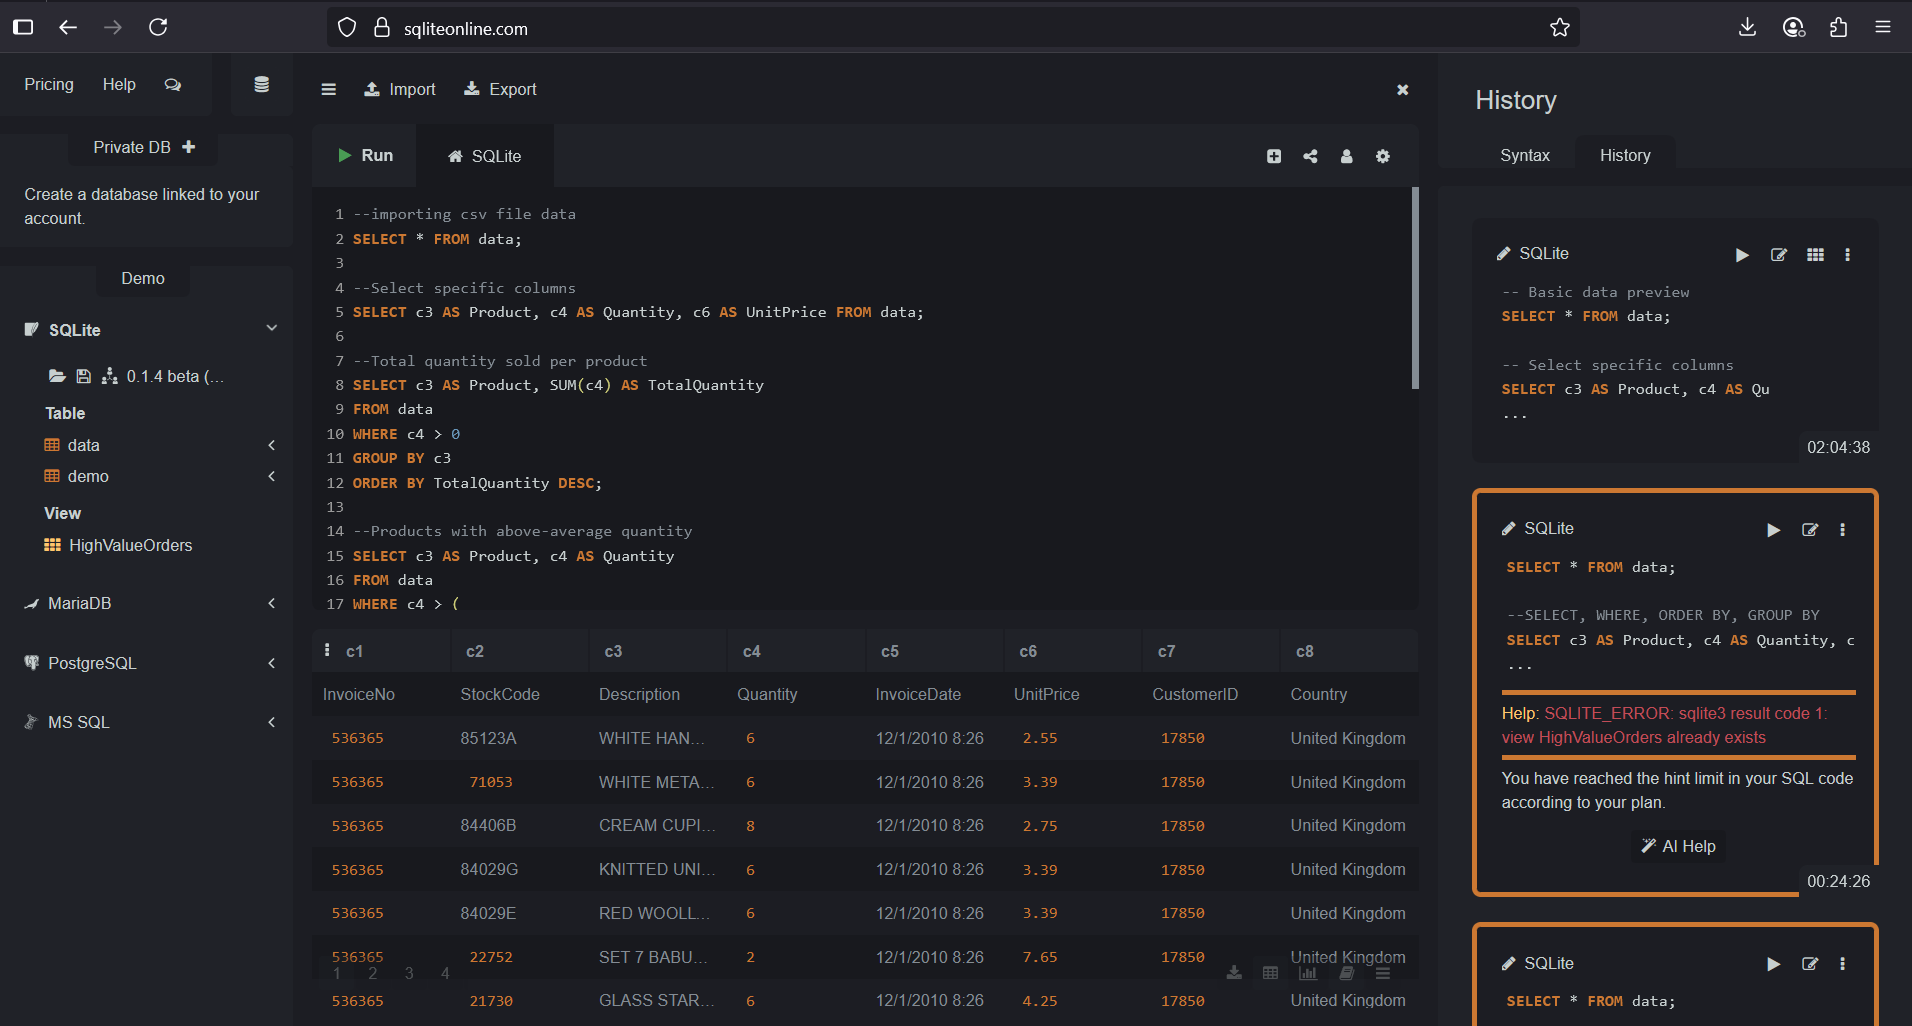 sqliteonline.com
Pricing Help
Private DB
Create a database linked to your
account.
Demo
SQLite
0.1.4 beta (...
Table
data
demo
View
HighValueOrders
MariaDB
PostgreSQL
MS SQL
Import Export
Run SQLite
1 --importing csv file data
2 SELECT * FROM data;
3
4 --Select specific columns
5 SELECT c3 AS Product, c4 AS Quantity, c6 AS UnitPrice FROM data;
6
7 --Total quantity sold per product
8 SELECT c3 AS Product, SUM(c4) AS TotalQuantity
9 FROM data
10 WHERE c4 > 0
11 GROUP BY c3
12 ORDER BY TotalQuantity DESC;
13
14 --Products with above-average quantity
15 SELECT c3 AS Product, c4 AS Quantity
16 FROM data
17 WHERE c4 > (
c1 c2 c3 c4 c5 c6 c7 c8
InvoiceNo StockCode Description Quantity InvoiceDate UnitPrice CustomerID Country
536365 85123A WHITE HAN... 6 12/1/2010 8:26 2.55 17850 United Kingdom
536365 71053 WHITE META... 6 12/1/2010 8:26 3.39 17850 United Kingdom
536365 84406B CREAM CUPI... 8 12/1/2010 8:26 2.75 17850 United Kingdom
536365 84029G KNITTED UNI... 6 12/1/2010 8:26 3.39 17850 United Kingdom
536365 84029E RED WOOLL... 6 12/1/2010 8:26 3.39 17850 United Kingdom
536365 22752 SET 7 BABU... 2 12/1/2010 8:26 7.65 17850 United Kingdom
1 2 3 4
536365 21730 GLASS STAR... 6 12/1/2010 8:26 4.25 17850 United Kingdom
History
Syntax History
SQLite
-- Basic data preview
SELECT * FROM data;
-- Select specific columns
SELECT c3 AS Product, c4 AS Qu
...
02:04:38
SQLite
SELECT * FROM data;
--SELECT, WHERE, ORDER BY, GROUP BY
SELECT c3 AS Product, c4 AS Quantity, c
...
Help: SQLITE_ERROR: sqlite3 result code 1:
view HighValueOrders already exists
You have reached the hint limit in your SQL code
according to your plan.
AI Help
00:24:26
SQLite
SELECT * FROM data;